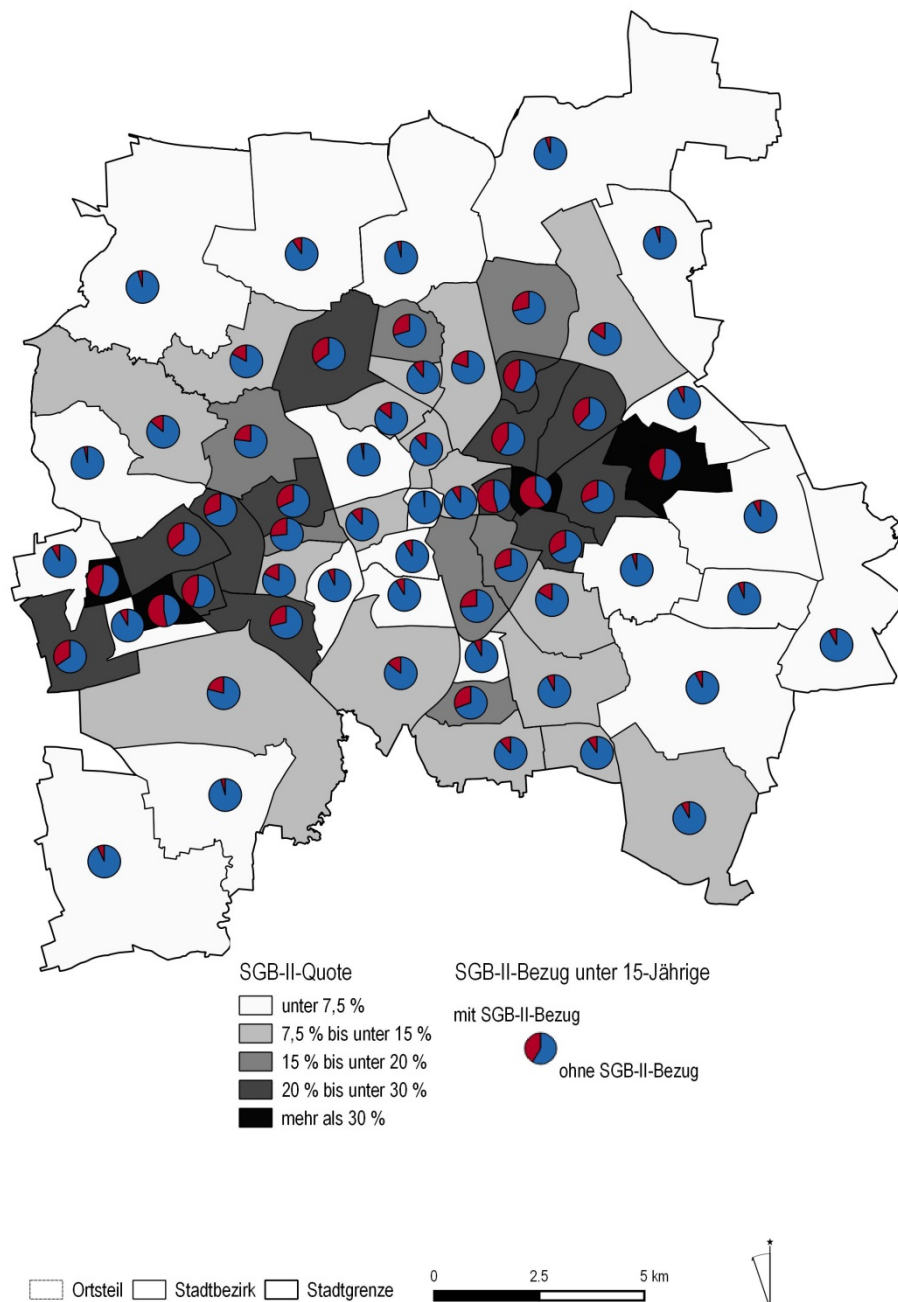 SGB-II-Quote
unter 7,5 %
7,5 % bis unter 15 %
15 % bis unter 20 %
20 % bis unter 30 %
mehr als 30 %
SGB-II-Bezug unter 15-Jährige
mit SGB-II-Bezug
ohne SGB-II-Bezug
Ortsteil
Stadtbezirk
Stadtgrenze
0 2.5 5 km